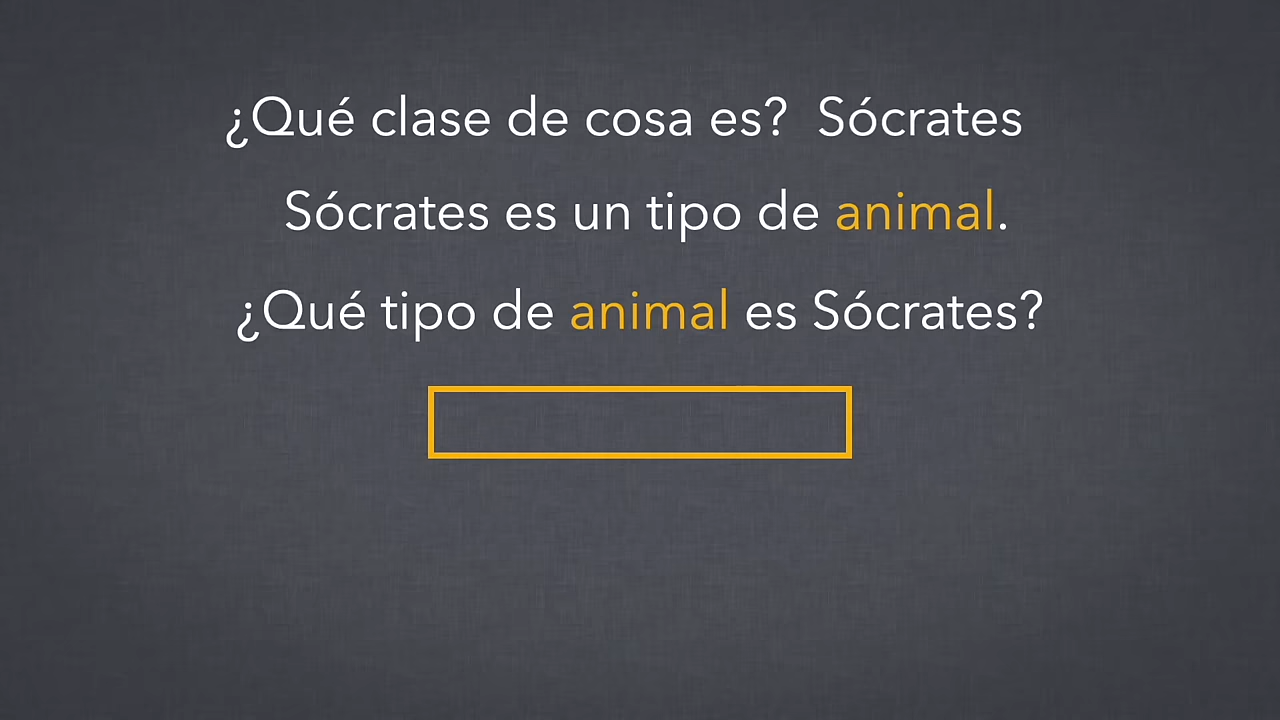 ¿Qué clase de cosa es? Sócrates
Sócrates es un tipo de animal.
¿Qué tipo de animal es Sócrates?